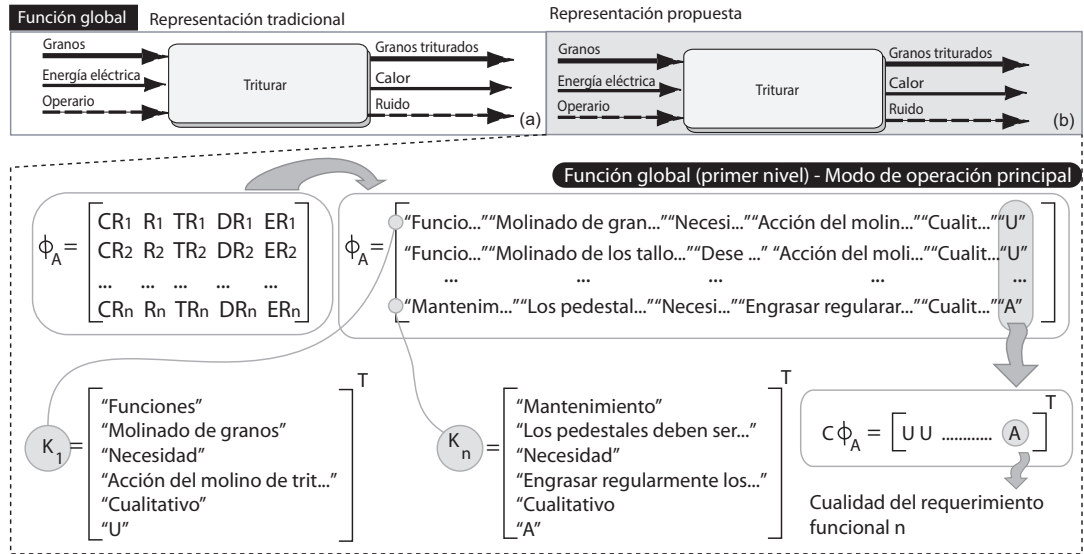 Función global
Representación tradicional
Representación propuesta
Granos
Energía eléctrica
Operario
Triturar
Granos triturados
Calor
Ruido
(a)
Granos
Energía eléctrica
Operario
Triturar
Granos triturados
Calor
Ruido
(b)
Función global (primer nivel) - Modo de operación principal
ϕA =
CR1 R1 TR1 DR1 ER1
CR2 R2 TR2 DR2 ER2
... ... ... ... ...
CRn Rn TRn DRn ERn
ϕA =
“Funcio...”“Molinado de gran...”“Necesi...”“Acción del molin...”“Cualit...”“U”
“Funcio...”“Molinado de los tallo...”“Dese ...” “Acción del moli...”“Cualit...“U”
... ... ... ... ...
“Mantenim...”“Los pedestal...”“Necesi...”“Engrasar regularar...”“Cualit...”“A”
K1 =
“Funciones”
“Molinado de granos”
“Necesidad”
“Acción del molino de trit...”
“Cualitativo”
“U”
T
Kn =
“Mantenimiento”
“Los pedestales deben ser...”
“Necesidad”
“Engrasar regularmente los...”
“Cualitativo
“A”
T
CϕA = [U U ............ A] T
Cualidad del requerimiento
funcional n